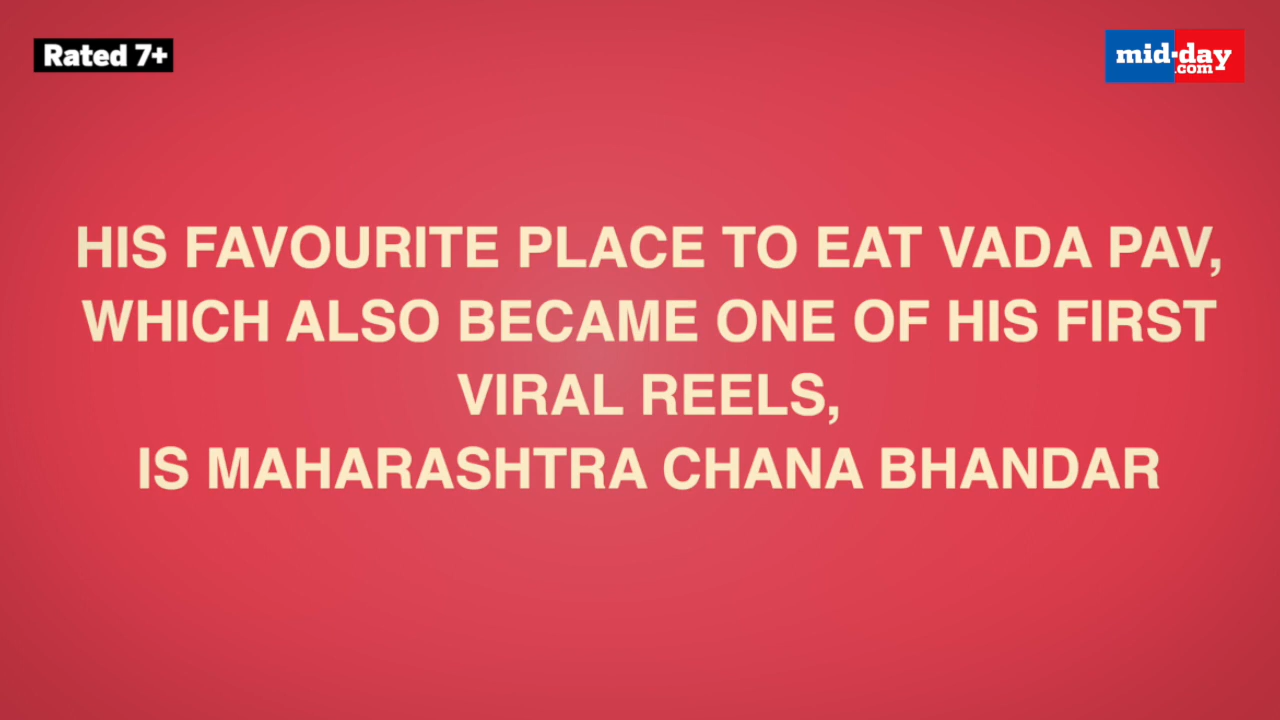 Rated 7+
mid-day
.com
HIS FAVOURITE PLACE TO EAT VADA PAV,
WHICH ALSO BECAME ONE OF HIS FIRST
VIRAL REELS,
IS MAHARASHTRA CHANA BHANDAR